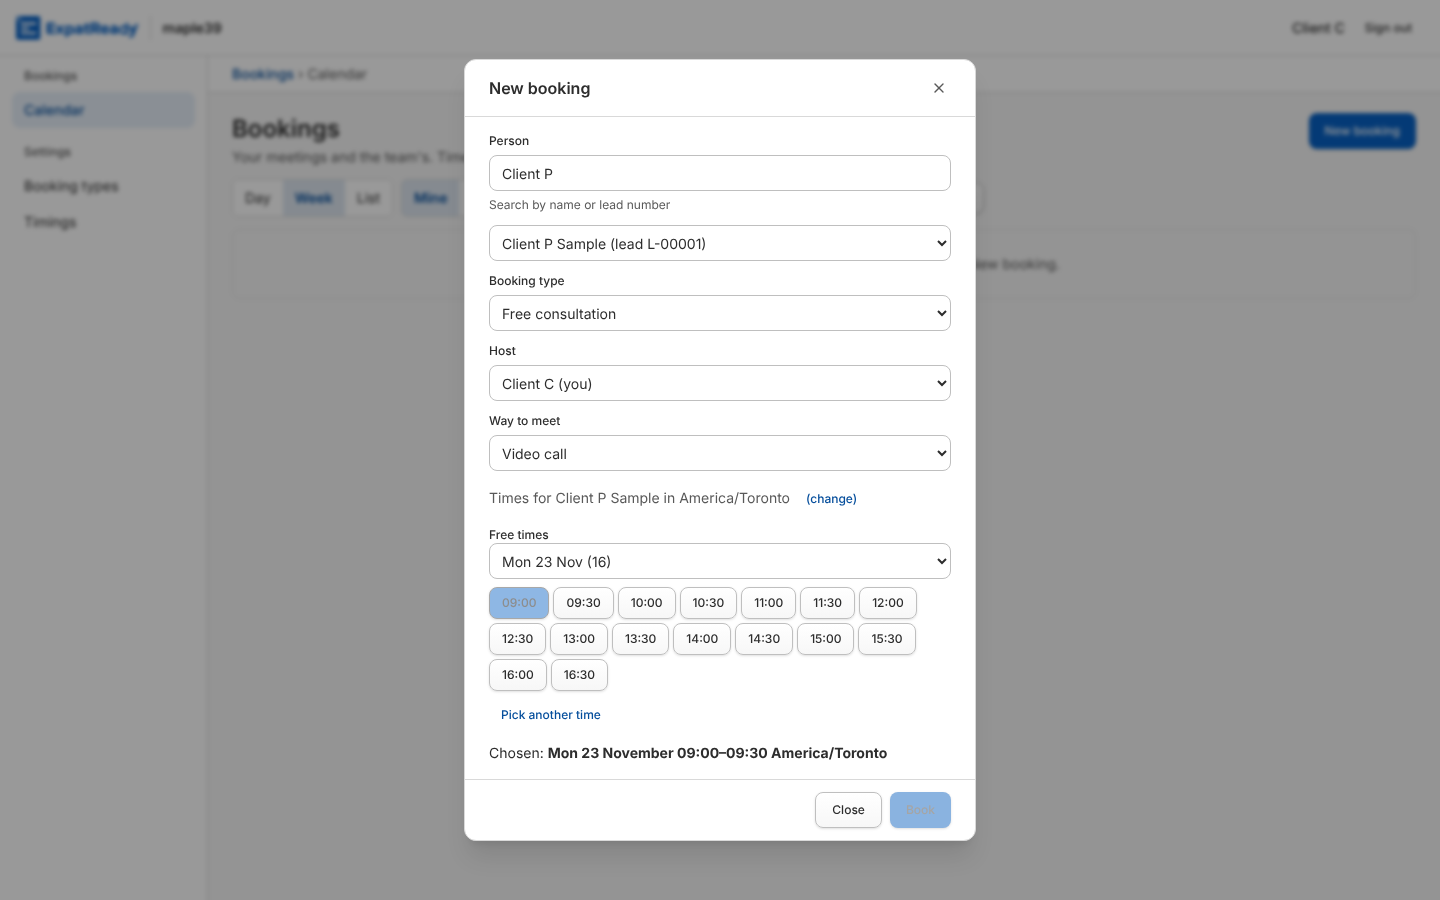 ExpatReady
maple39
Client C
Sign out
Bookings
Calendar
Settings
Booking types
Timings
Bookings › Calendar
Bookings
Your meetings and the team's.
New booking
Day
Week
List
Mine
New booking
×
Person
Client P
Search by name or lead number
Client P Sample (lead L-00001)
Booking type
Free consultation
Host
Client C (you)
Way to meet
Video call
Times for Client P Sample in America/Toronto (change)
Free times
Mon 23 Nov (16)
09:00 09:30 10:00 10:30 11:00 11:30 12:00
12:30 13:00 13:30 14:00 14:30 15:00 15:30
16:00 16:30
Pick another time
Chosen: Mon 23 November 09:00–09:30 America/Toronto
Close
Book
booking.